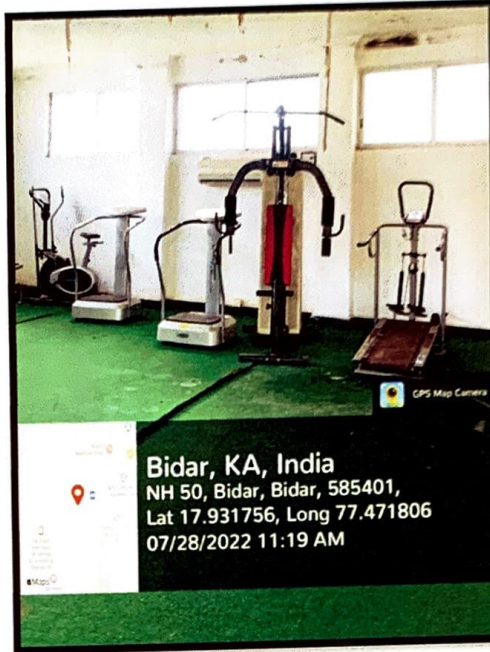 GPS Map Camera
Bidar, KA, India
NH 50, Bidar, Bidar, 585401,
Lat 17.931756, Long 77.471806
07/28/2022 11:19 AM
Maps